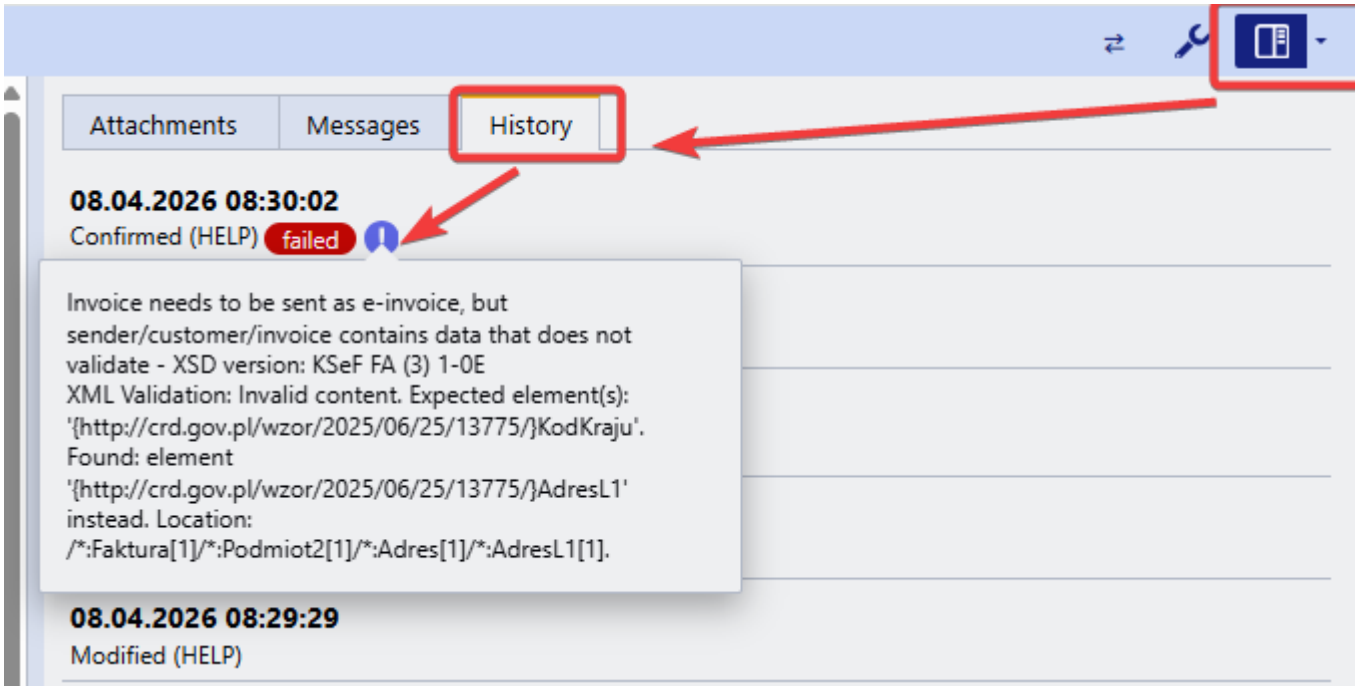 Attachments
Messages
History
08.04.2026 08:30:02
Confirmed (HELP) failed
Invoice needs to be sent as e-invoice, but
sender/customer/invoice contains data that does not
validate - XSD version: KSeF FA (3) 1-0E
XML Validation: Invalid content. Expected element(s):
'{http://crd.gov.pl/wzor/2025/06/25/13775/}KodKraju'.
Found: element
'{http://crd.gov.pl/wzor/2025/06/25/13775/}AdresL1'
instead. Location:
/*:Faktura[1]/*:Podmiot2[1]/*:Adres[1]/*:AdresL1[1].
08.04.2026 08:29:29
Modified (HELP)